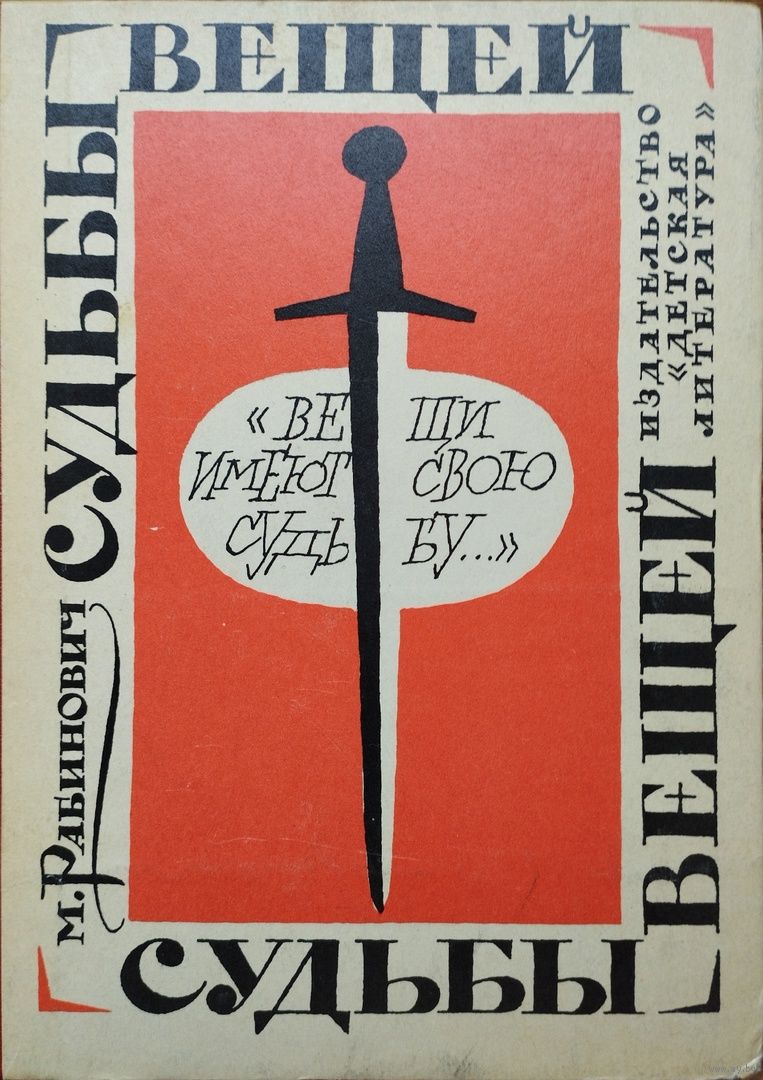 СУДЬБЫ
ВЕЩЕЙ
М. РАБИНОВИЧ
ИЗДАТЕЛЬСТВО
«ДЕТСКАЯ
ЛИТЕРАТУРА»
«ВЕЩИ
ИМЕЮТ СВОЮ
СУДЬБУ...»
СУДЬБЫ
ВЕЩЕЙ